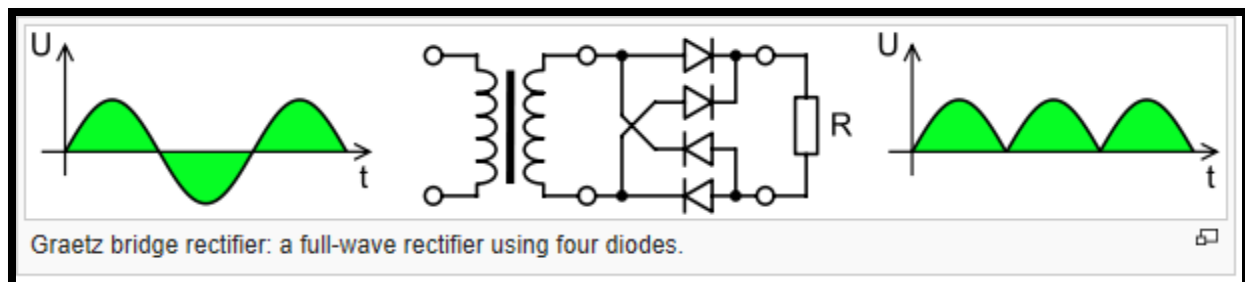 U
t
R
U
t
Graetz bridge rectifier: a full-wave rectifier using four diodes.